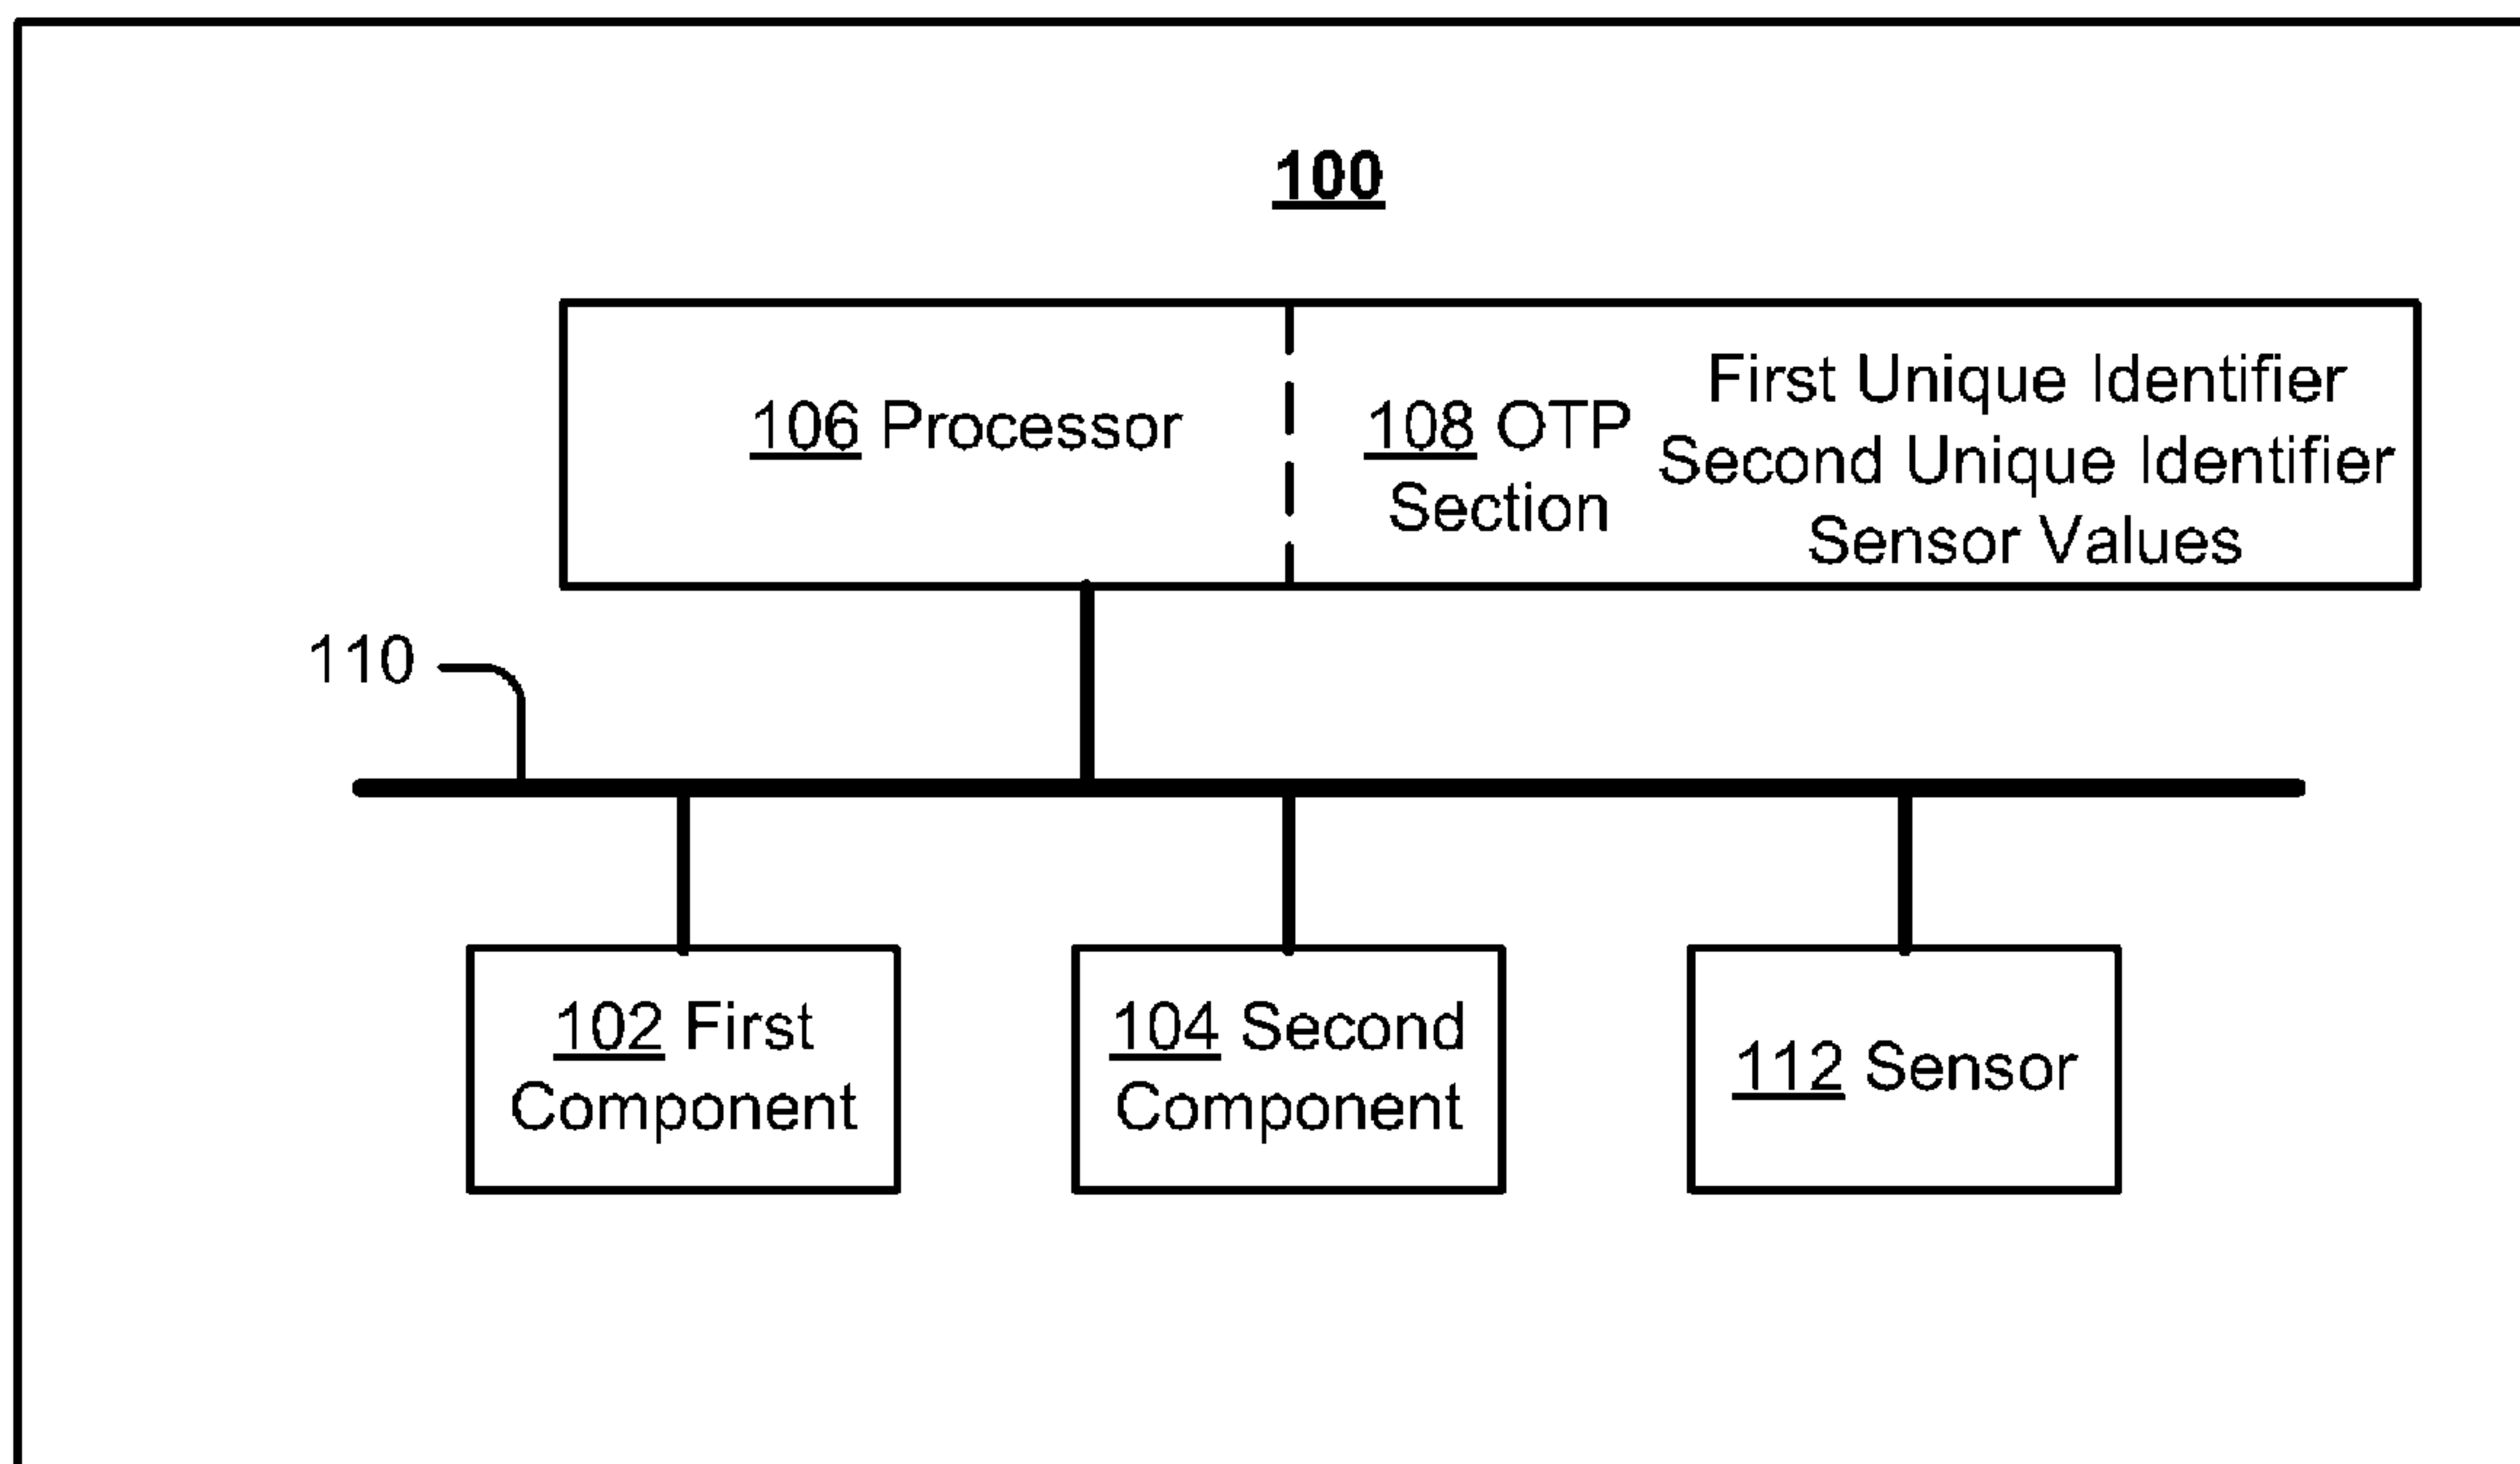 100
106 Processor
108 OTP
Section
First Unique Identifier
Second Unique Identifier
Sensor Values
110
102 First
Component
104 Second
Component
112 Sensor